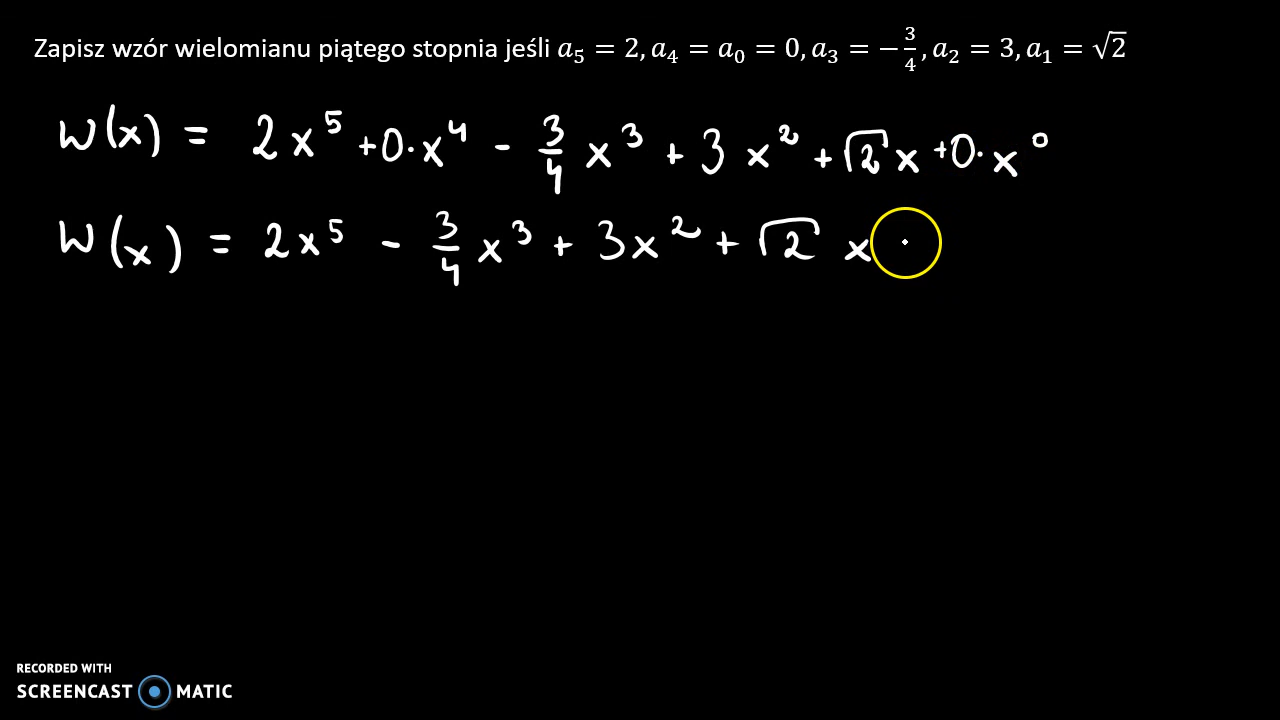 Zapisz wzór wielomianu piątego stopnia jeśli a₅ = 2, a₄ = a₀ = 0, a₃ = −3/4, a₂ = 3, a₁ = √2
W(x) = 2x⁵ + 0·x⁴ − 3/4 x³ + 3x² + √2x + 0·x⁰
W(x) = 2x⁵ − 3/4 x³ + 3x² + √2 x
RECORDED WITH
SCREENCAST MATIC